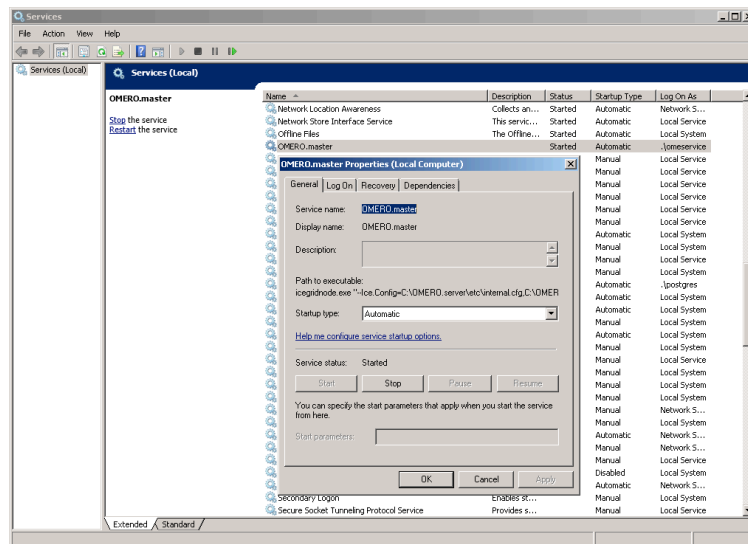 Services
File Action View Help
Services (Local)
Services (Local)
OMERO.master
Stop the service
Restart the service
Name Description Status Startup Type Log On As
Network Location Awareness Collects an... Started Automatic Network S...
Network Store Interface Service This servic... Started Automatic Local Service
Offline Files The Offline... Started Automatic Local System
OMERO.master Started Automatic .\omeservice
Manual Local Service
Manual Local Service
Manual Local Service
Manual Local Service
Manual Local Service
Manual Local Service
Automatic Local System
Manual Local System
Manual Local Service
Manual Local System
Automatic .\postgres
Automatic Local System
Automatic Local System
Manual Local System
Automatic Local System
Manual Local System
Manual Local Service
Manual Local System
Manual Local System
Manual Local System
Manual Network S...
Manual Local System
Automatic Network S...
Manual Network S...
Manual Local Service
Disabled Local System
Automatic Network S...
Secondary Logon Enables st... Manual Local System
Secure Socket Tunneling Protocol Service Provides s... Manual Local Service
OMERO.master Properties (Local Computer)
General Log On Recovery Dependencies
Service name: OMERO.master
Display name: OMERO.master
Description:
Path to executable:
icegridnode.exe "--Ice.Config=C:\OMERO.server\etc\internal.cfg,C:\OMER
Startup type: Automatic
Help me configure service startup options.
Service status: Started
Start Stop Pause Resume
You can specify the start parameters that apply when you start the service
from here.
Start parameters:
OK Cancel Apply
Extended Standard